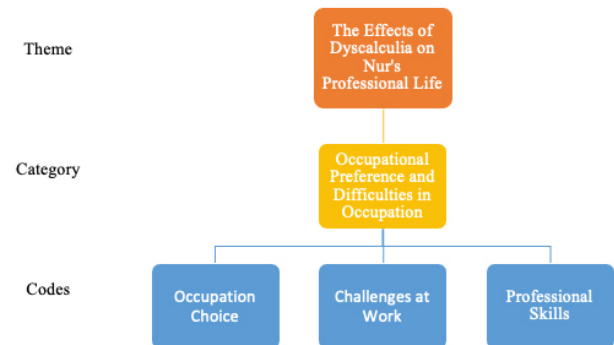 Theme
The Effects of
Dyscalculia on
Nur's
Professional Life
Category
Occupational
Preference and
Difficulties in
Occupation
Codes
Occupation
Choice
Challenges at
Work
Professional
Skills